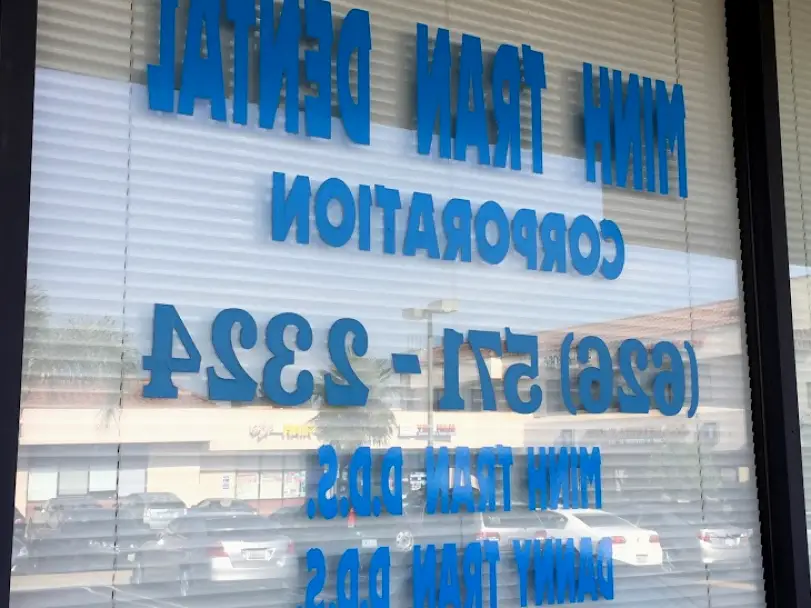 MINH TRAN DENTAL
CORPORATION
(626) 571-2324
MINH TRAN D.D.S.
DANNY TRAN D.D.S.